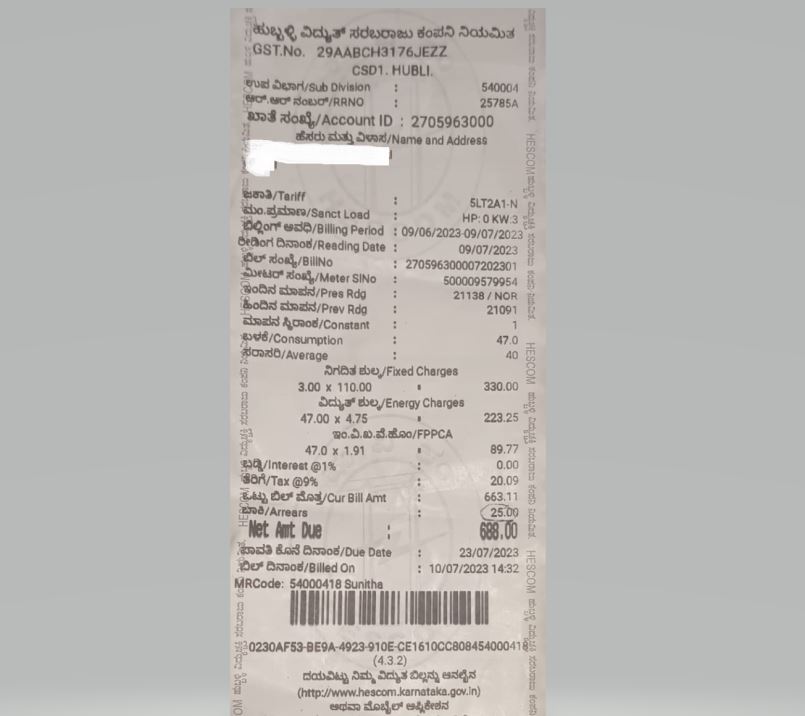 ಹುಬ್ಬಳ್ಳಿ ವಿದ್ಯುತ್ ಸರಬರಾಜು ಕಂಪನಿ ನಿಯಮಿತ
GST.No. 29AABCH3176JEZZ
CSD1. HUBLI.
ಉಪ ವಿಭಾಗ/Sub Division : 540004
ಆರ್.ಆರ್ ನಂಬರ್/RRNO : 25785A
ಖಾತೆ ಸಂಖ್ಯೆ/Account ID : 2705963000
ಹೆಸರು ಮತ್ತು ವಿಳಾಸ/Name and Address
ಜಕಾತಿ/Tariff : 5LT2A1-N
ಮಂ.ಪ್ರಮಾಣ/Sanct Load : HP: 0 KW:3
ಬಿಲ್ಲಿಂಗ್ ಅವಧಿ/Billing Period : 09/06/2023-09/07/2023
ರೀಡಿಂಗ ದಿನಾಂಕ/Reading Date : 09/07/2023
ಬಿಲ್ ಸಂಖ್ಯೆ/BillNo : 270596300007202301
ಮೀಟರ್ ಸಂಖ್ಯೆ/Meter SlNo : 500009579954
ಇಂದಿನ ಮಾಪನ/Pres Rdg : 21138 / NOR
ಹಿಂದಿನ ಮಾಪನ/Prev Rdg : 21091
ಮಾಪನ ಸ್ಥಿರಾಂಕ/Constant : 1
ಬಳಕೆ/Consumption : 47.0
ಸರಾಸರಿ/Average : 40
ನಿಗದಿತ ಶುಲ್ಕ/Fixed Charges
3.00 x 110.00 : 330.00
ವಿದ್ಯುತ್ ಶುಲ್ಕ/Energy Charges
47.00 x 4.75 : 223.25
ಇಂ.ವಿ.ಖ.ವೆ.ಹೊಂ/FPPCA
47.0 x 1.91 : 89.77
ಬಡ್ಡಿ/Interest @1% : 0.00
ತೆರಿಗೆ/Tax @9% : 20.09
ಒಟ್ಟು ಬಿಲ್ ಮೊತ್ತ/Cur Bill Amt : 663.11
ಬಾಕಿ/Arrears : 25.00
Net Amt Due : 688.00
ಪಾವತಿ ಕೊನೆ ದಿನಾಂಕ/Due Date : 23/07/2023
ಬಿಲ್ ದಿನಾಂಕ/Billed On : 10/07/2023 14:32
MRCode: 54000418 Sunitha
0230AF53-BE9A-4923-910E-CE1610CC808454000418
(4.3.2)
ದಯವಿಟ್ಟು ನಿಮ್ಮ ವಿದ್ಯುತ ಬಿಲ್ಲನ್ನು ಆನಲೈನ
(http://www.hescom.karnataka.gov.in)
ಅಥವಾ ಮೊಬೈಲ್ ಅಪ್ಲಿಕೇಶನ